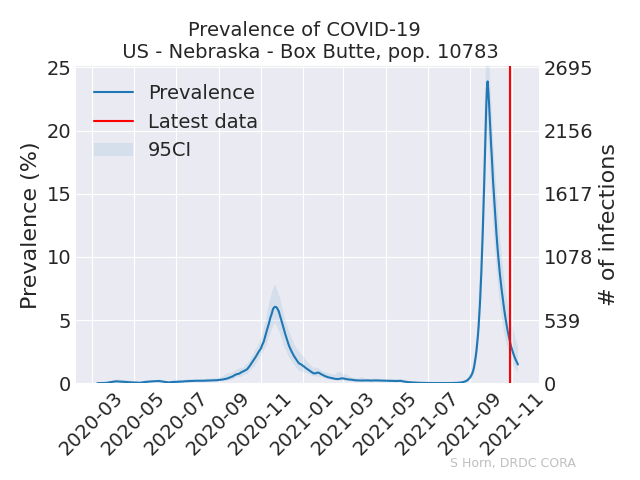 Prevalence of COVID-19
US - Nebraska - Box Butte, pop. 10783
Prevalence
Latest data
95CI
Prevalence (%)
25
20
15
10
5
0
2695
2156
1617
1078
539
0
# of infections
2020-03
2020-05
2020-07
2020-09
2020-11
2021-01
2021-03
2021-05
2021-07
2021-09
2021-11
S Horn, DRDC CORA